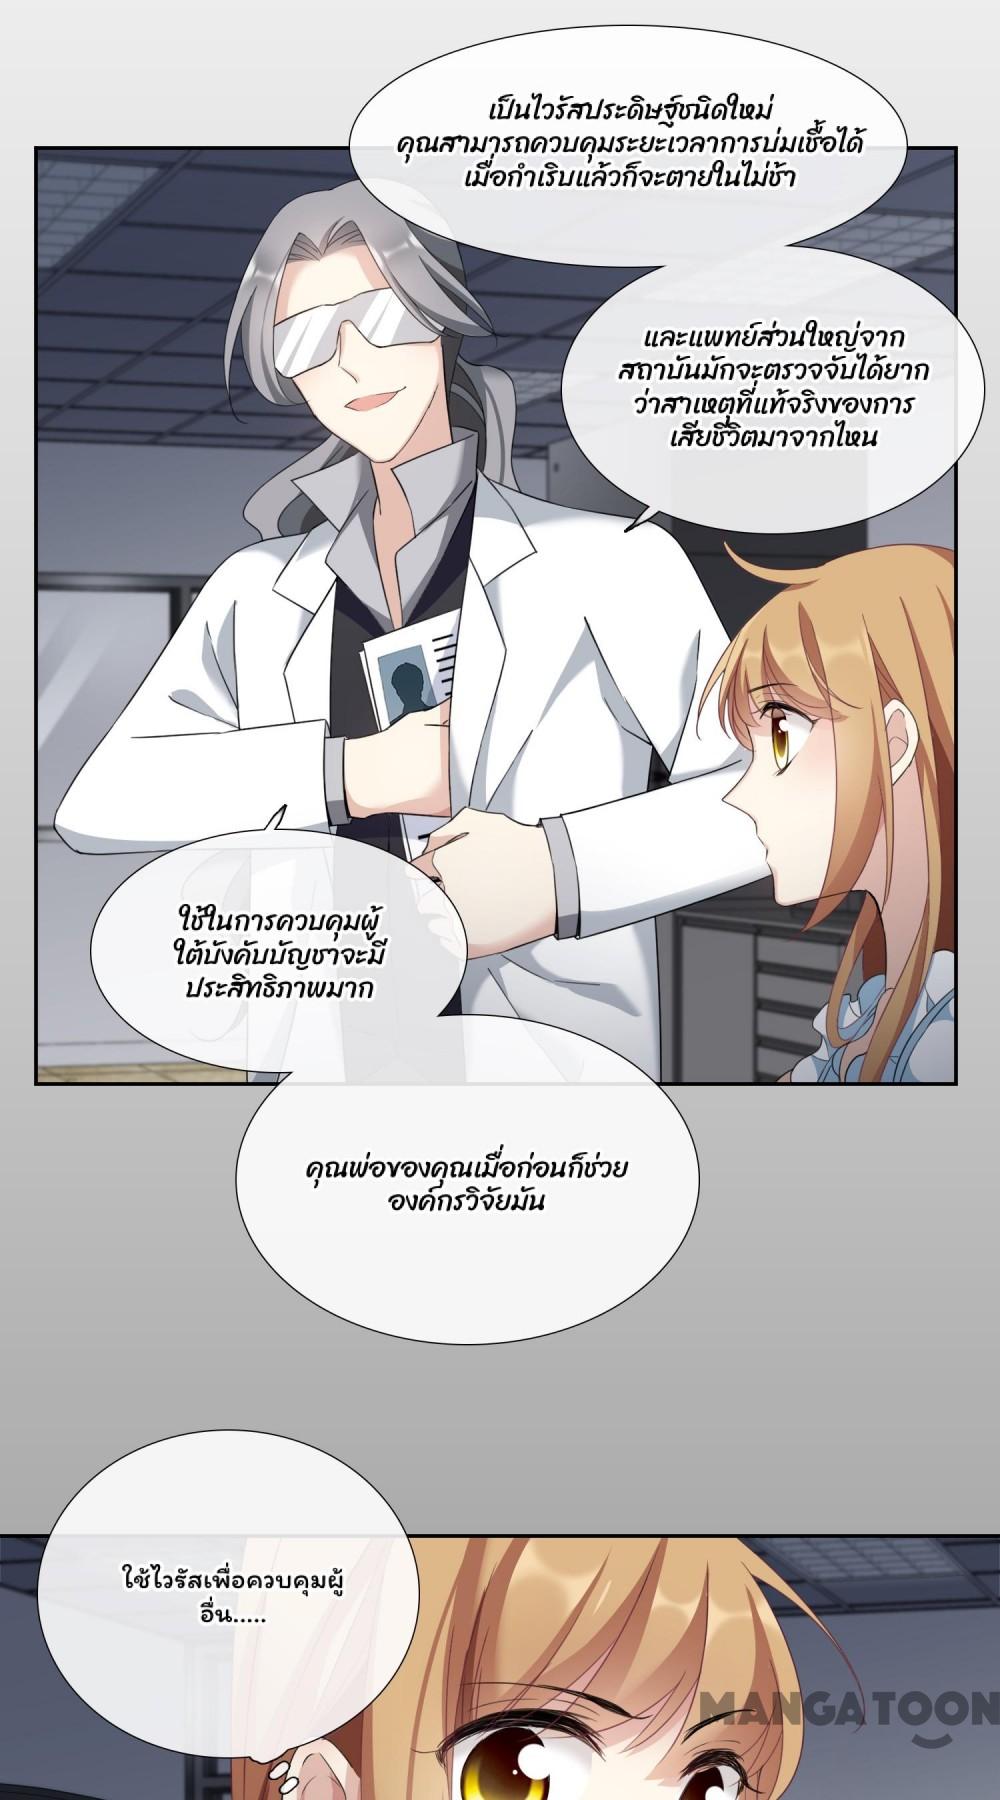 เป็นไวรัสประดิษฐ์ชนิดใหม่
คุณสามารถควบคุมระยะเวลาการบ่มเชื้อได้
เมื่อกำเริบแล้วก็จะตายในไม่ช้า
และแพทย์ส่วนใหญ่จาก
สถาบันมักจะตรวจจับได้ยาก
ว่าสาเหตุที่แท้จริงของการ
เสียชีวิตมาจากไหน
ใช้ในการควบคุมผู้
ใต้บังคับบัญชาจะมี
ประสิทธิภาพมาก
คุณพ่อของคุณเมื่อก่อนก็ช่วย
องค์กรวิจัยมัน
ใช้ไวรัสเพื่อควบคุมผู้
อื่น.....
MANGATOON